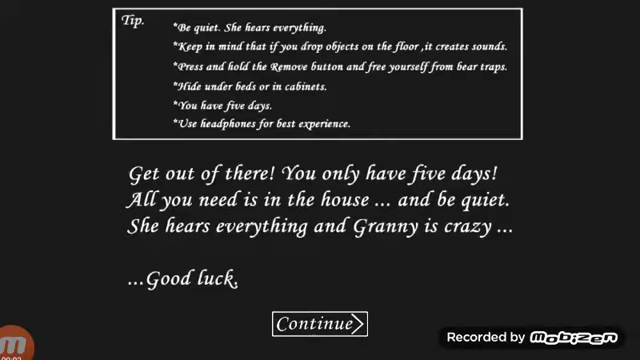 Tip.
*Be quiet. She hears everything.
*Keep in mind that if you drop objects on the floor ,it creates sounds.
*Press and hold the Remove button and free yourself from bear traps.
*Hide under beds or in cabinets.
*You have five days.
*Use headphones for best experience.
Get out of there! You only have five days!
All you need is in the house ... and be quiet.
She hears everything and Granny is crazy ...
...Good luck.
Continue
Recorded by mobizen